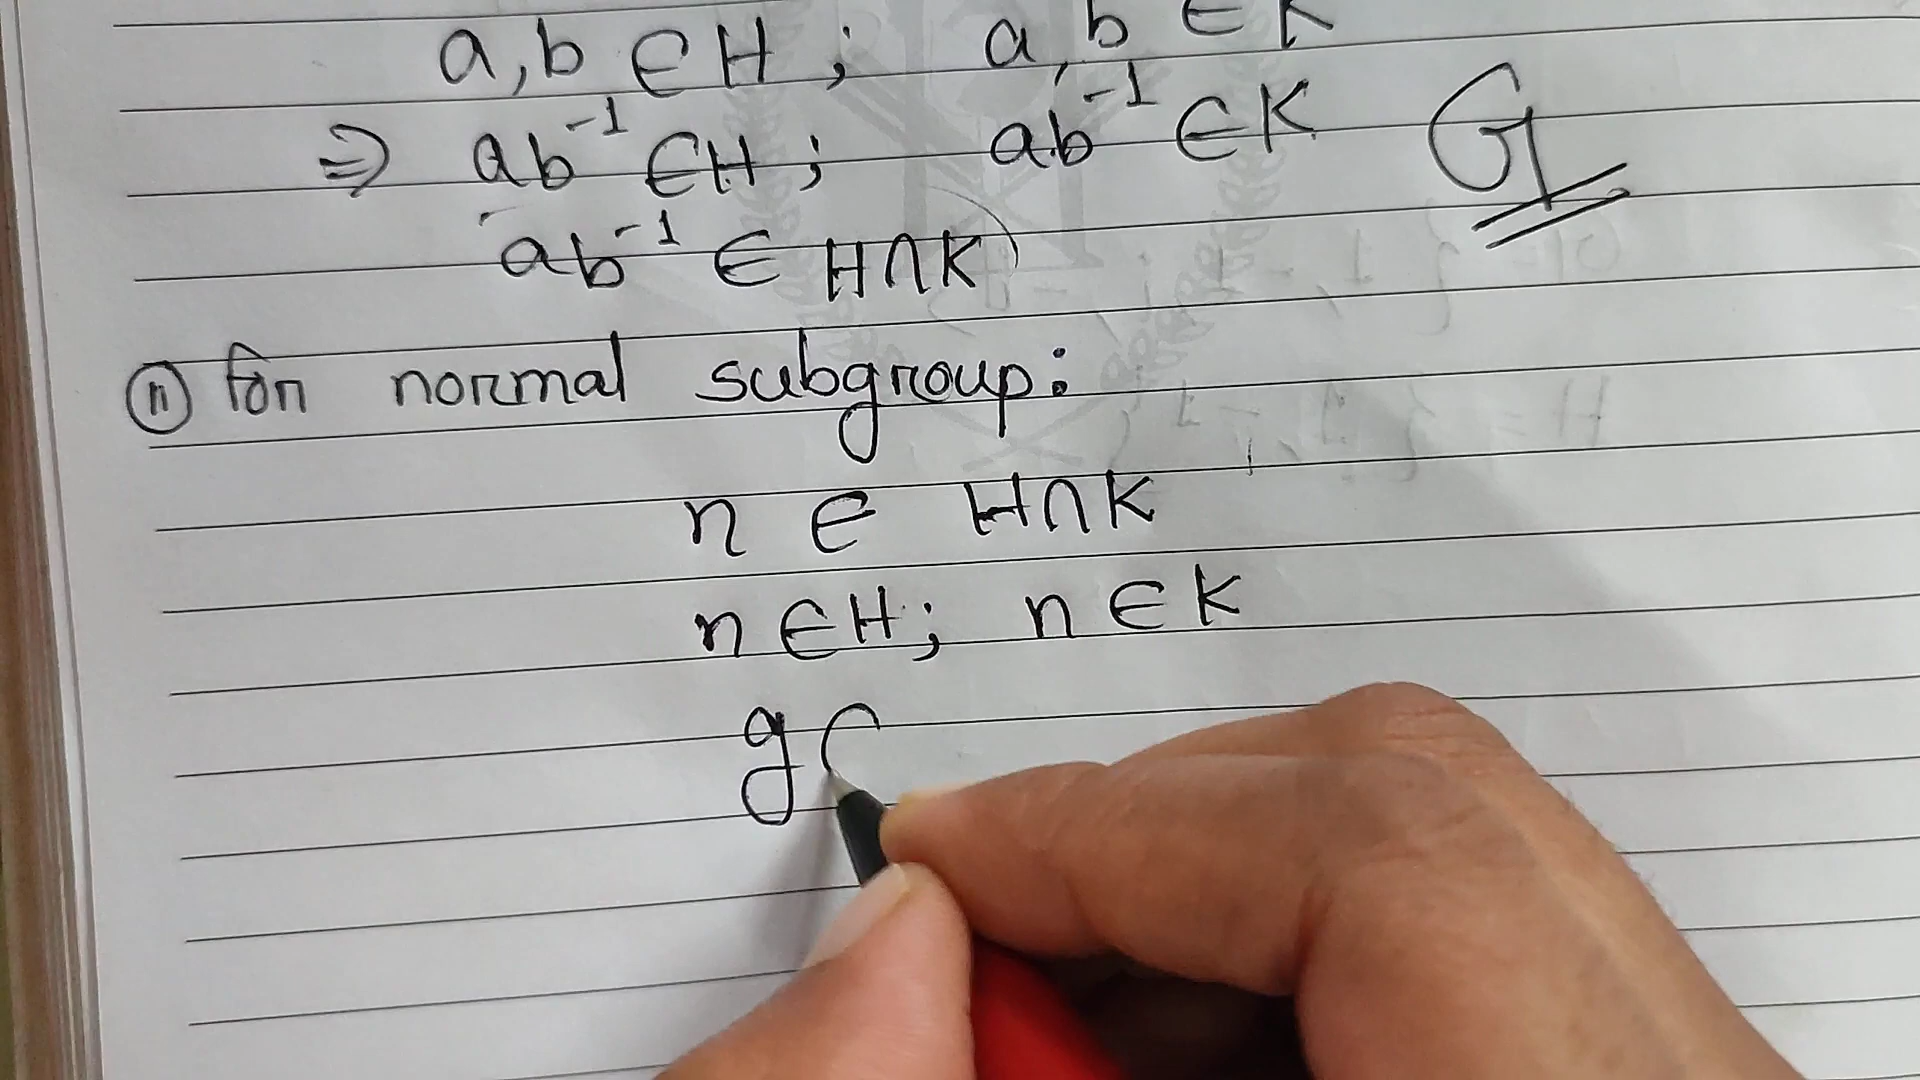 a, b ∈ H ; a, b ∈ K
⇒ ab⁻¹ ∈ H ; ab⁻¹ ∈ K G
ab⁻¹ ∈ H∩K
(ii) for normal subgroup:
n ∈ H∩K
n ∈ H ; n ∈ K
g